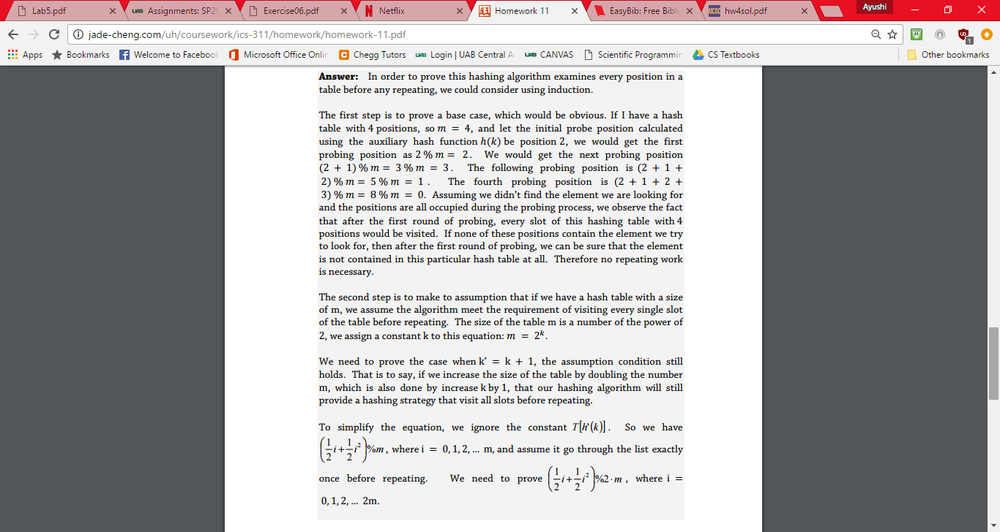 Lab5.pdf
Assignments: SP20
Exercise06.pdf
Netflix
Homework 11
EasyBib: Free Bibli
hw4sol.pdf
Ayushi
jade-cheng.com/uh/coursework/ics-311/homework/homework-11.pdf
Apps
Bookmarks
Welcome to Facebook
Microsoft Office Onlin
Chegg Tutors
UAB Login | UAB Central A
UAB CANVAS
Scientific Programmin
CS Textbooks
Other bookmarks
Answer: In order to prove this hashing algorithm examines every position in a
table before any repeating, we could consider using induction.
The first step is to prove a base case, which would be obvious. If I have a hash
table with 4 positions, so m = 4, and let the initial probe position calculated
using the auxiliary hash function h(k) be position 2, we would get the first
probing position as 2 % m = 2. We would get the next probing position
(2 + 1) % m = 3 % m = 3. The following probing position is (2 + 1 +
2) % m = 5 % m = 1. The fourth probing position is (2 + 1 + 2 +
3) % m = 8 % m = 0. Assuming we didn't find the element we are looking for
and the positions are all occupied during the probing process, we observe the fact
that after the first round of probing, every slot of this hashing table with 4
positions would be visited. If none of these positions contain the element we try
to look for, then after the first round of probing, we can be sure that the element
is not contained in this particular hash table at all. Therefore no repeating work
is necessary.
The second step is to make to assumption that if we have a hash table with a size
of m, we assume the algorithm meet the requirement of visiting every single slot
of the table before repeating. The size of the table m is a number of the power of
2, we assign a constant k to this equation: m = 2ᵏ.
We need to prove the case when k' = k + 1, the assumption condition still
holds. That is to say, if we increase the size of the table by doubling the number
m, which is also done by increase k by 1, that our hashing algorithm will still
provide a hashing strategy that visit all slots before repeating.
To simplify the equation, we ignore the constant T[h'(k)]. So we have
(1/2 i + 1/2 i²)%m, where i = 0, 1, 2, ... m, and assume it go through the list exactly
once before repeating. We need to prove (1/2 i + 1/2 i²)%2·m, where i =
0, 1, 2, ... 2m.